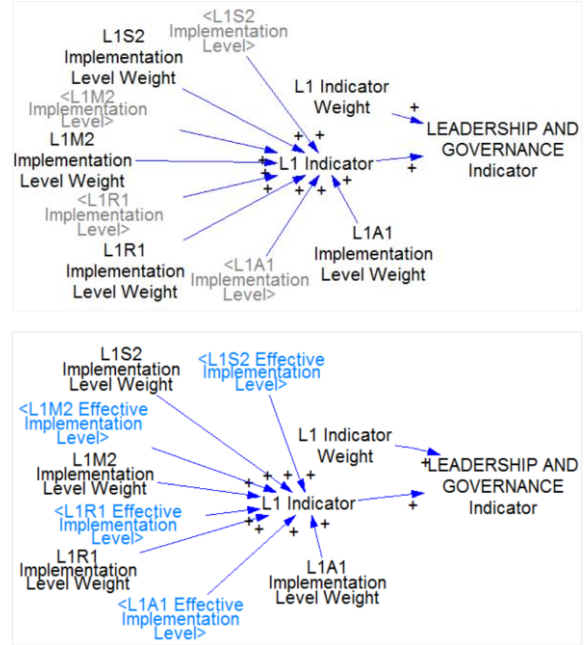 <L1S2
Implementation
Level>
L1S2
Implementation
Level Weight
<L1M2
Implementation
Level>
L1 Indicator
Weight
L1M2
Implementation
Level Weight
L1 Indicator
LEADERSHIP AND
GOVERNANCE
Indicator
<L1R1
Implementation
Level>
L1R1
Implementation
Level Weight
<L1A1
Implementation
Level>
L1A1
Implementation
Level Weight
L1S2
Implementation
Level Weight
<L1S2 Effective
Implementation
Level>
<L1M2 Effective
Implementation
Level>
L1 Indicator
Weight
L1M2
Implementation
Level Weight
L1 Indicator
LEADERSHIP AND
GOVERNANCE
Indicator
<L1R1 Effective
Implementation
Level>
L1R1
Implementation
Level Weight
L1A1
Implementation
Level Weight
<L1A1 Effective
Implementation
Level>